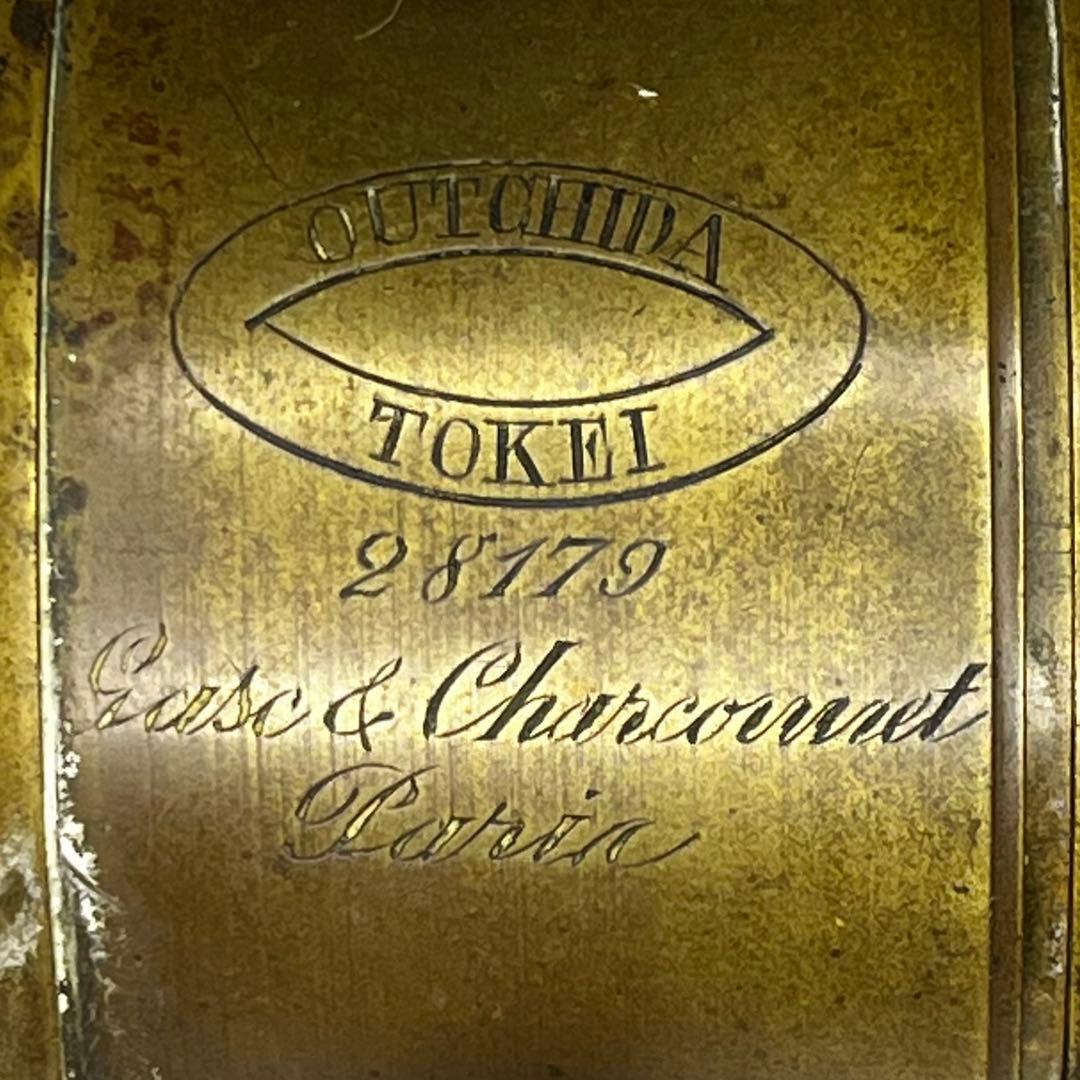 OUTCHIDA
TOKEI
28179
Gasc & Charconnet
Paris